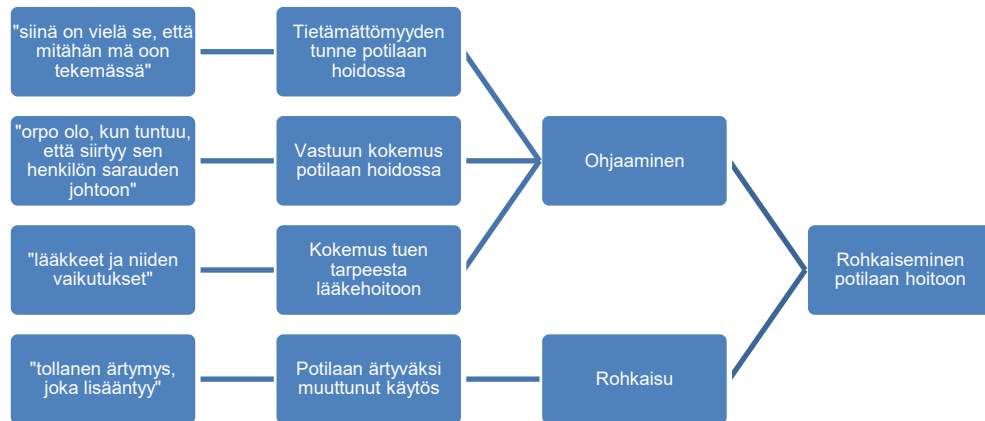 "siinä on vielä se, että
mitähän mä oon
tekemässä"
Tietämättömyyden
tunne potilaan
hoidossa
"orpo olo, kun tuntuu,
että siirtyy sen
henkilön sarauden
johtoon"
Vastuun kokemus
potilaan hoidossa
Ohjaaminen
"lääkkeet ja niiden
vaikutukset"
Kokemus tuen
tarpeesta
lääkehoitoon
Rohkaiseminen
potilaan hoitoon
"tollanen ärtymys,
joka lisääntyy"
Potilaan ärtyväksi
muuttunut käytös
Rohkaisu